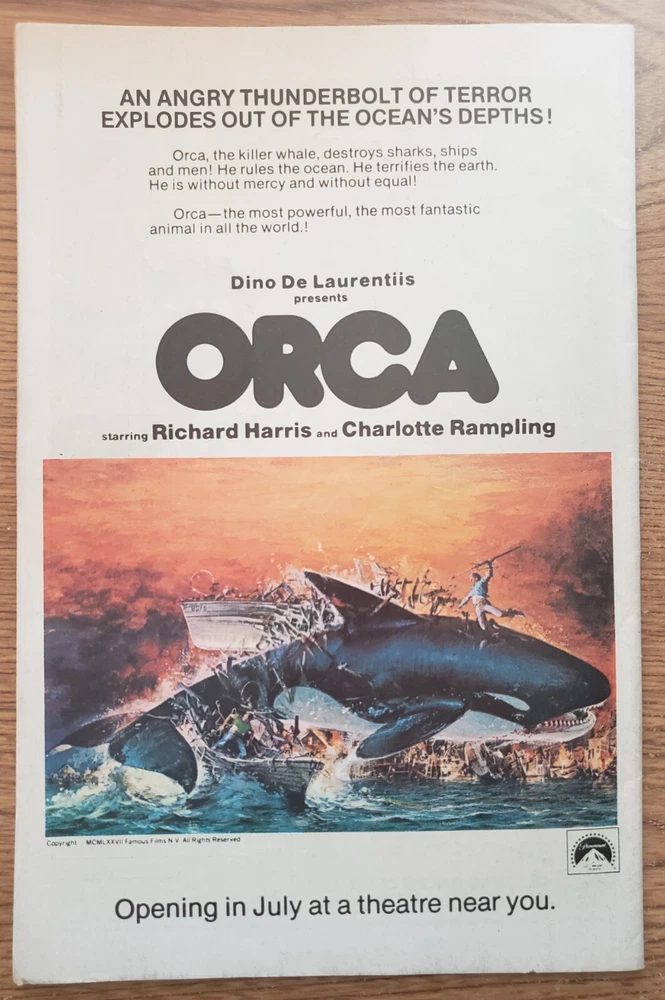 AN ANGRY THUNDERBOLT OF TERROR
EXPLODES OUT OF THE OCEAN'S DEPTHS!
Orca, the killer whale, destroys sharks, ships
and men! He rules the ocean. He terrifies the earth.
He is without mercy and without equal!
Orca—the most powerful, the most fantastic
animal in all the world.!
Dino De Laurentiis
presents
ORCA
starring Richard Harris and Charlotte Rampling
Copyright MCMLXXVII Famous Films N.V. All Rights Reserved
Paramount
Opening in July at a theatre near you.